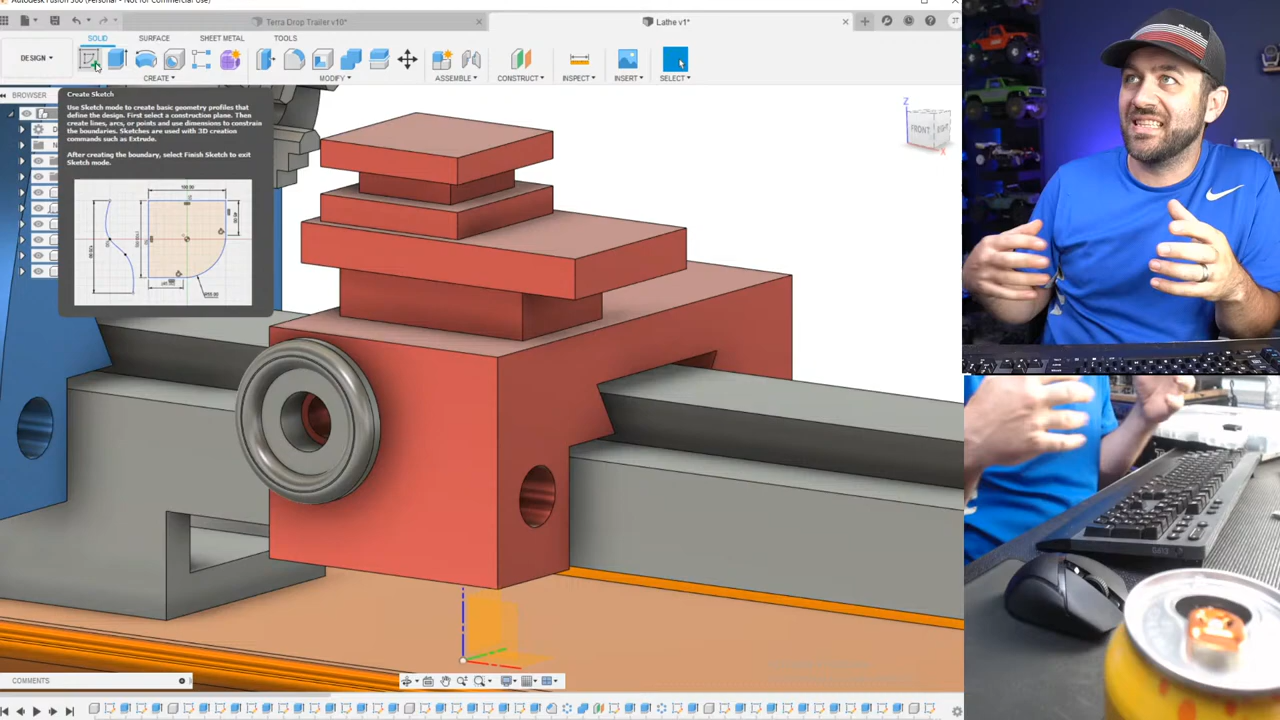 Autodesk Fusion 360 (Personal - Not for Commercial Use)
Terra Drop Trailer v10*
Lathe v1*
JT
SOLID
SURFACE
SHEET METAL
TOOLS
DESIGN
CREATE
MODIFY
ASSEMBLE
CONSTRUCT
INSPECT
INSERT
SELECT
BROWSER
Create Sketch
Use Sketch mode to create basic geometry profiles that
define the design. First select a construction plane. Then
create lines, arcs, or points and use dimensions to constrain
the boundaries. Sketches are used with 3D creation
commands such as Extrude.
After creating the boundary, select Finish Sketch to exit
Sketch mode.
Z
FRONT
RIGHT
X
COMMENTS
G613